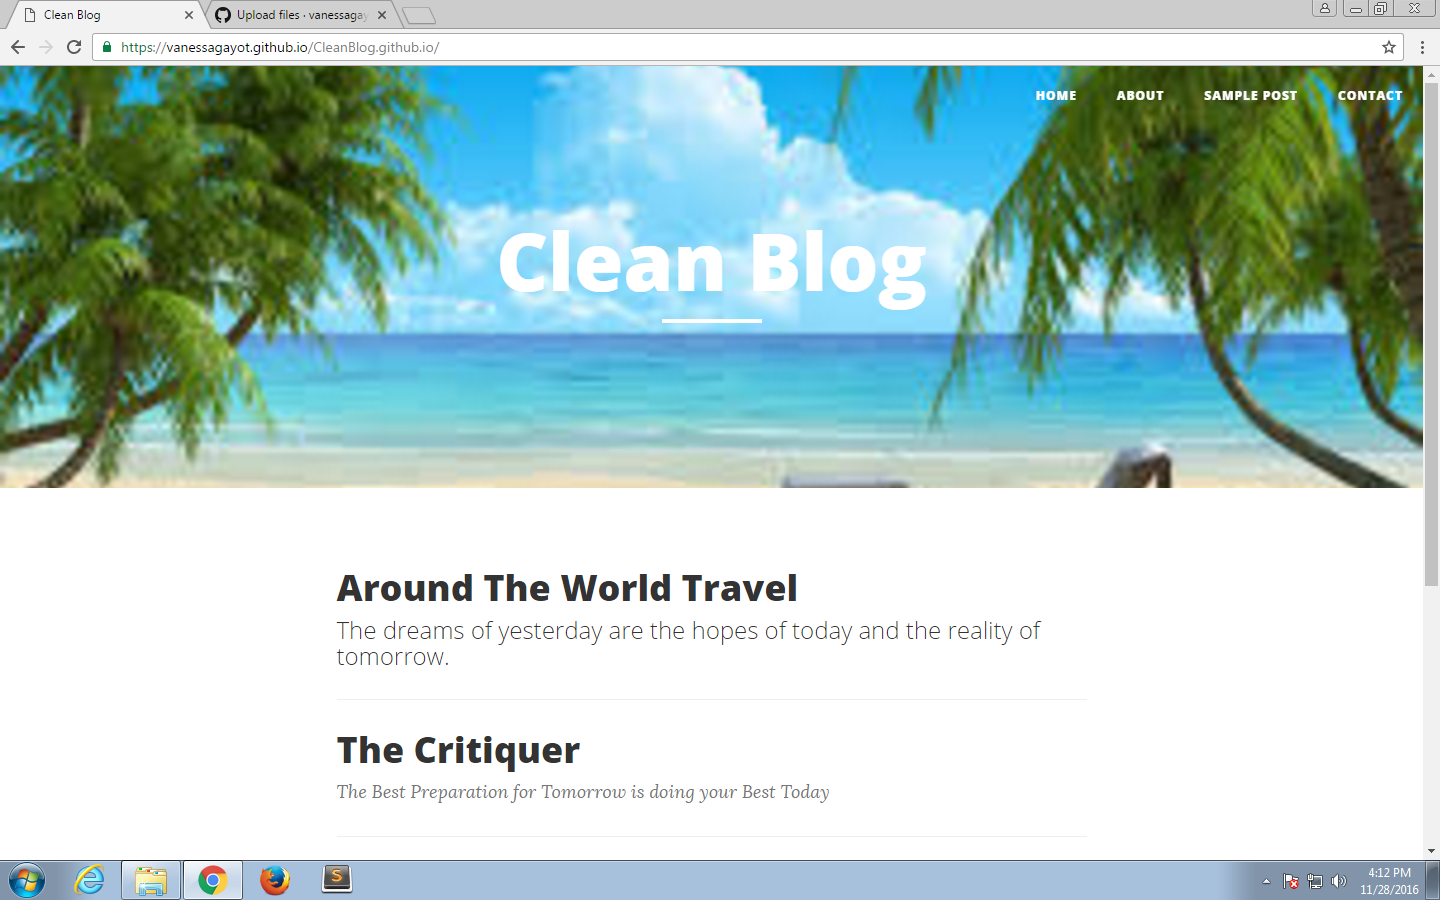 Clean Blog
Upload files · vanessagay
https://vanessagayot.github.io/CleanBlog.github.io/
HOME ABOUT SAMPLE POST CONTACT
Clean Blog
Around The World Travel
The dreams of yesterday are the hopes of today and the reality of
tomorrow.
The Critiquer
The Best Preparation for Tomorrow is doing your Best Today
4:12 PM
11/28/2016